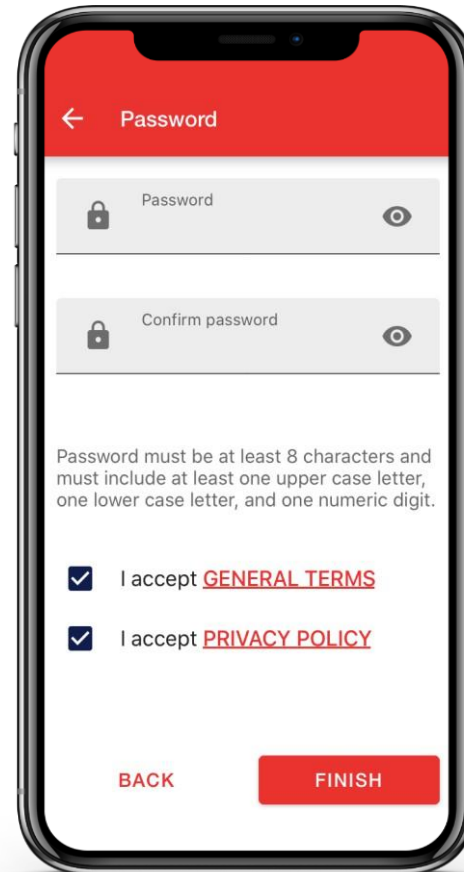 Password
Password
Confirm password
Password must be at least 8 characters and
must include at least one upper case letter,
one lower case letter, and one numeric digit.
I accept GENERAL TERMS
I accept PRIVACY POLICY
BACK
FINISH